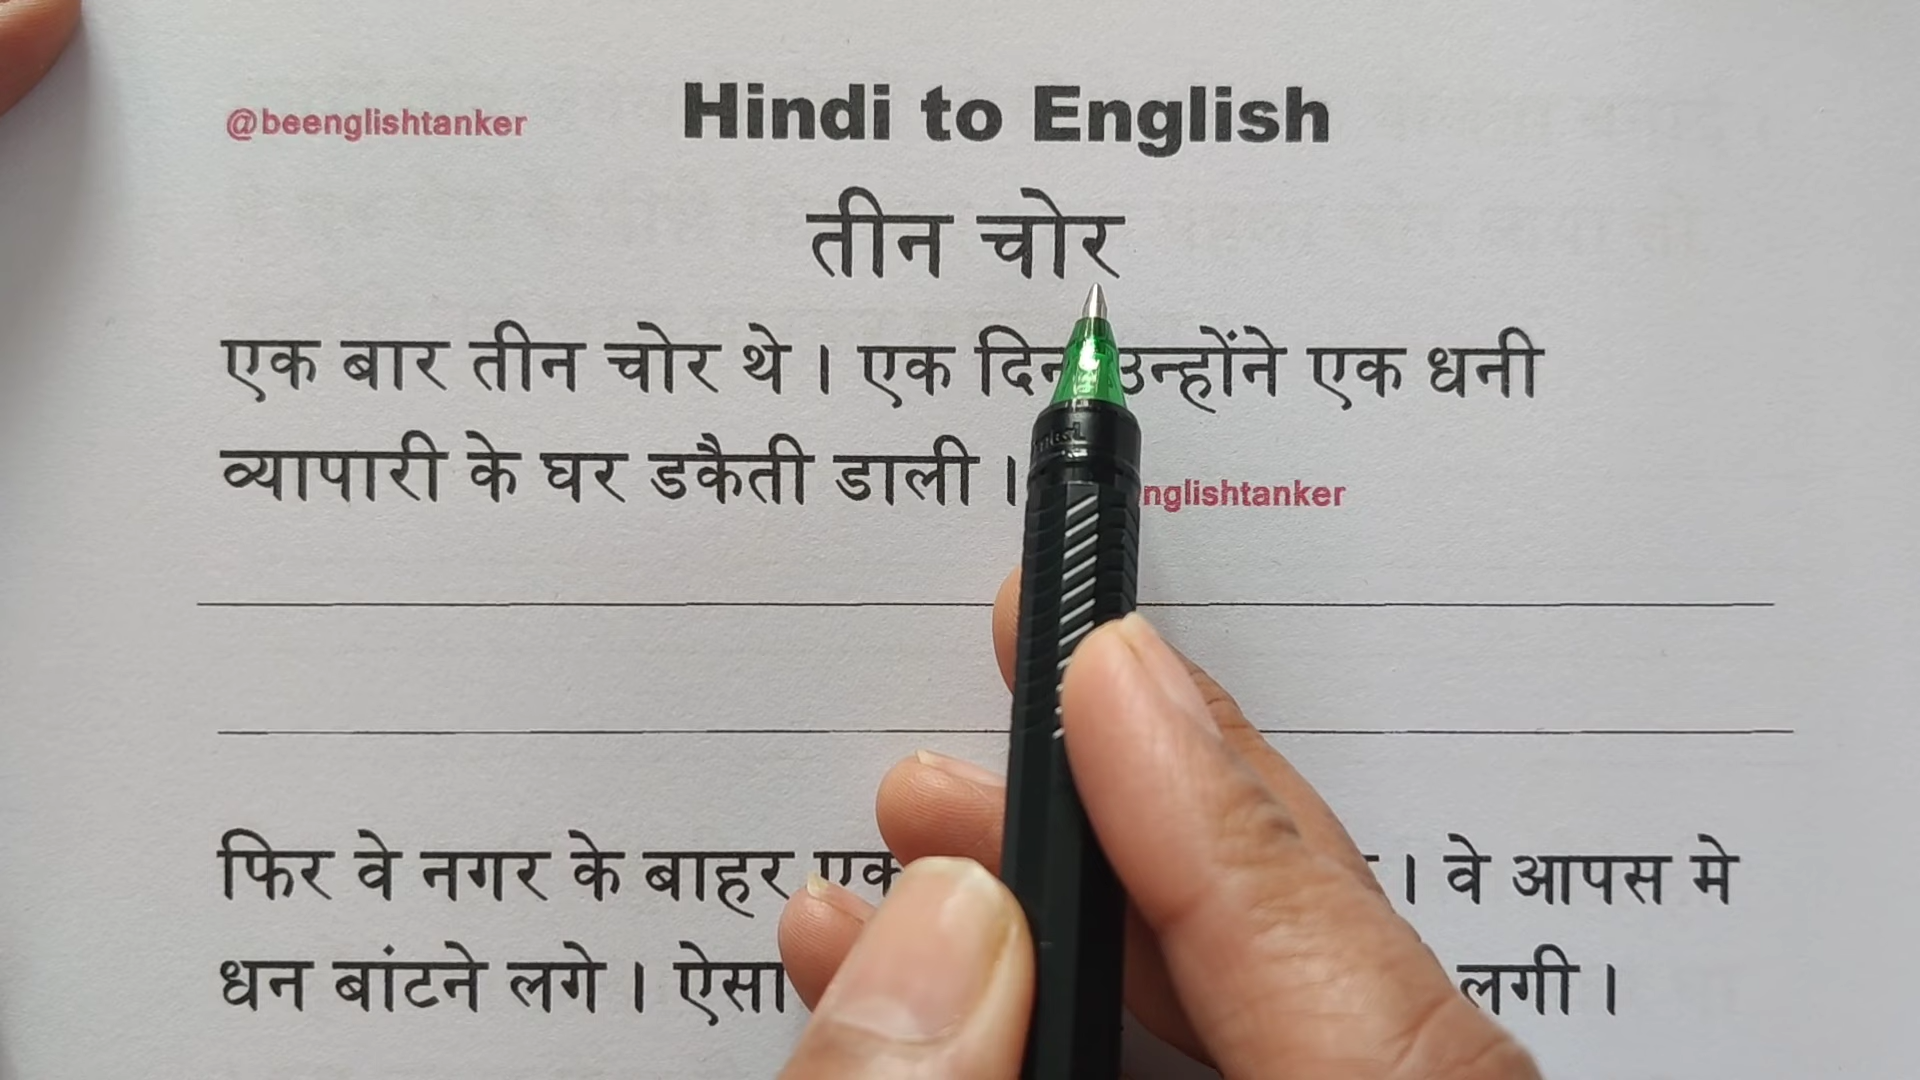 @beenglishtanker
Hindi to English
तीन चोर
एक बार तीन चोर थे । एक दिन उन्होंने एक धनी
व्यापारी के घर डकैती डाली ।
nglishtanker
फिर वे नगर के बाहर एक । वे आपस मे
धन बांटने लगे । ऐसा लगी ।